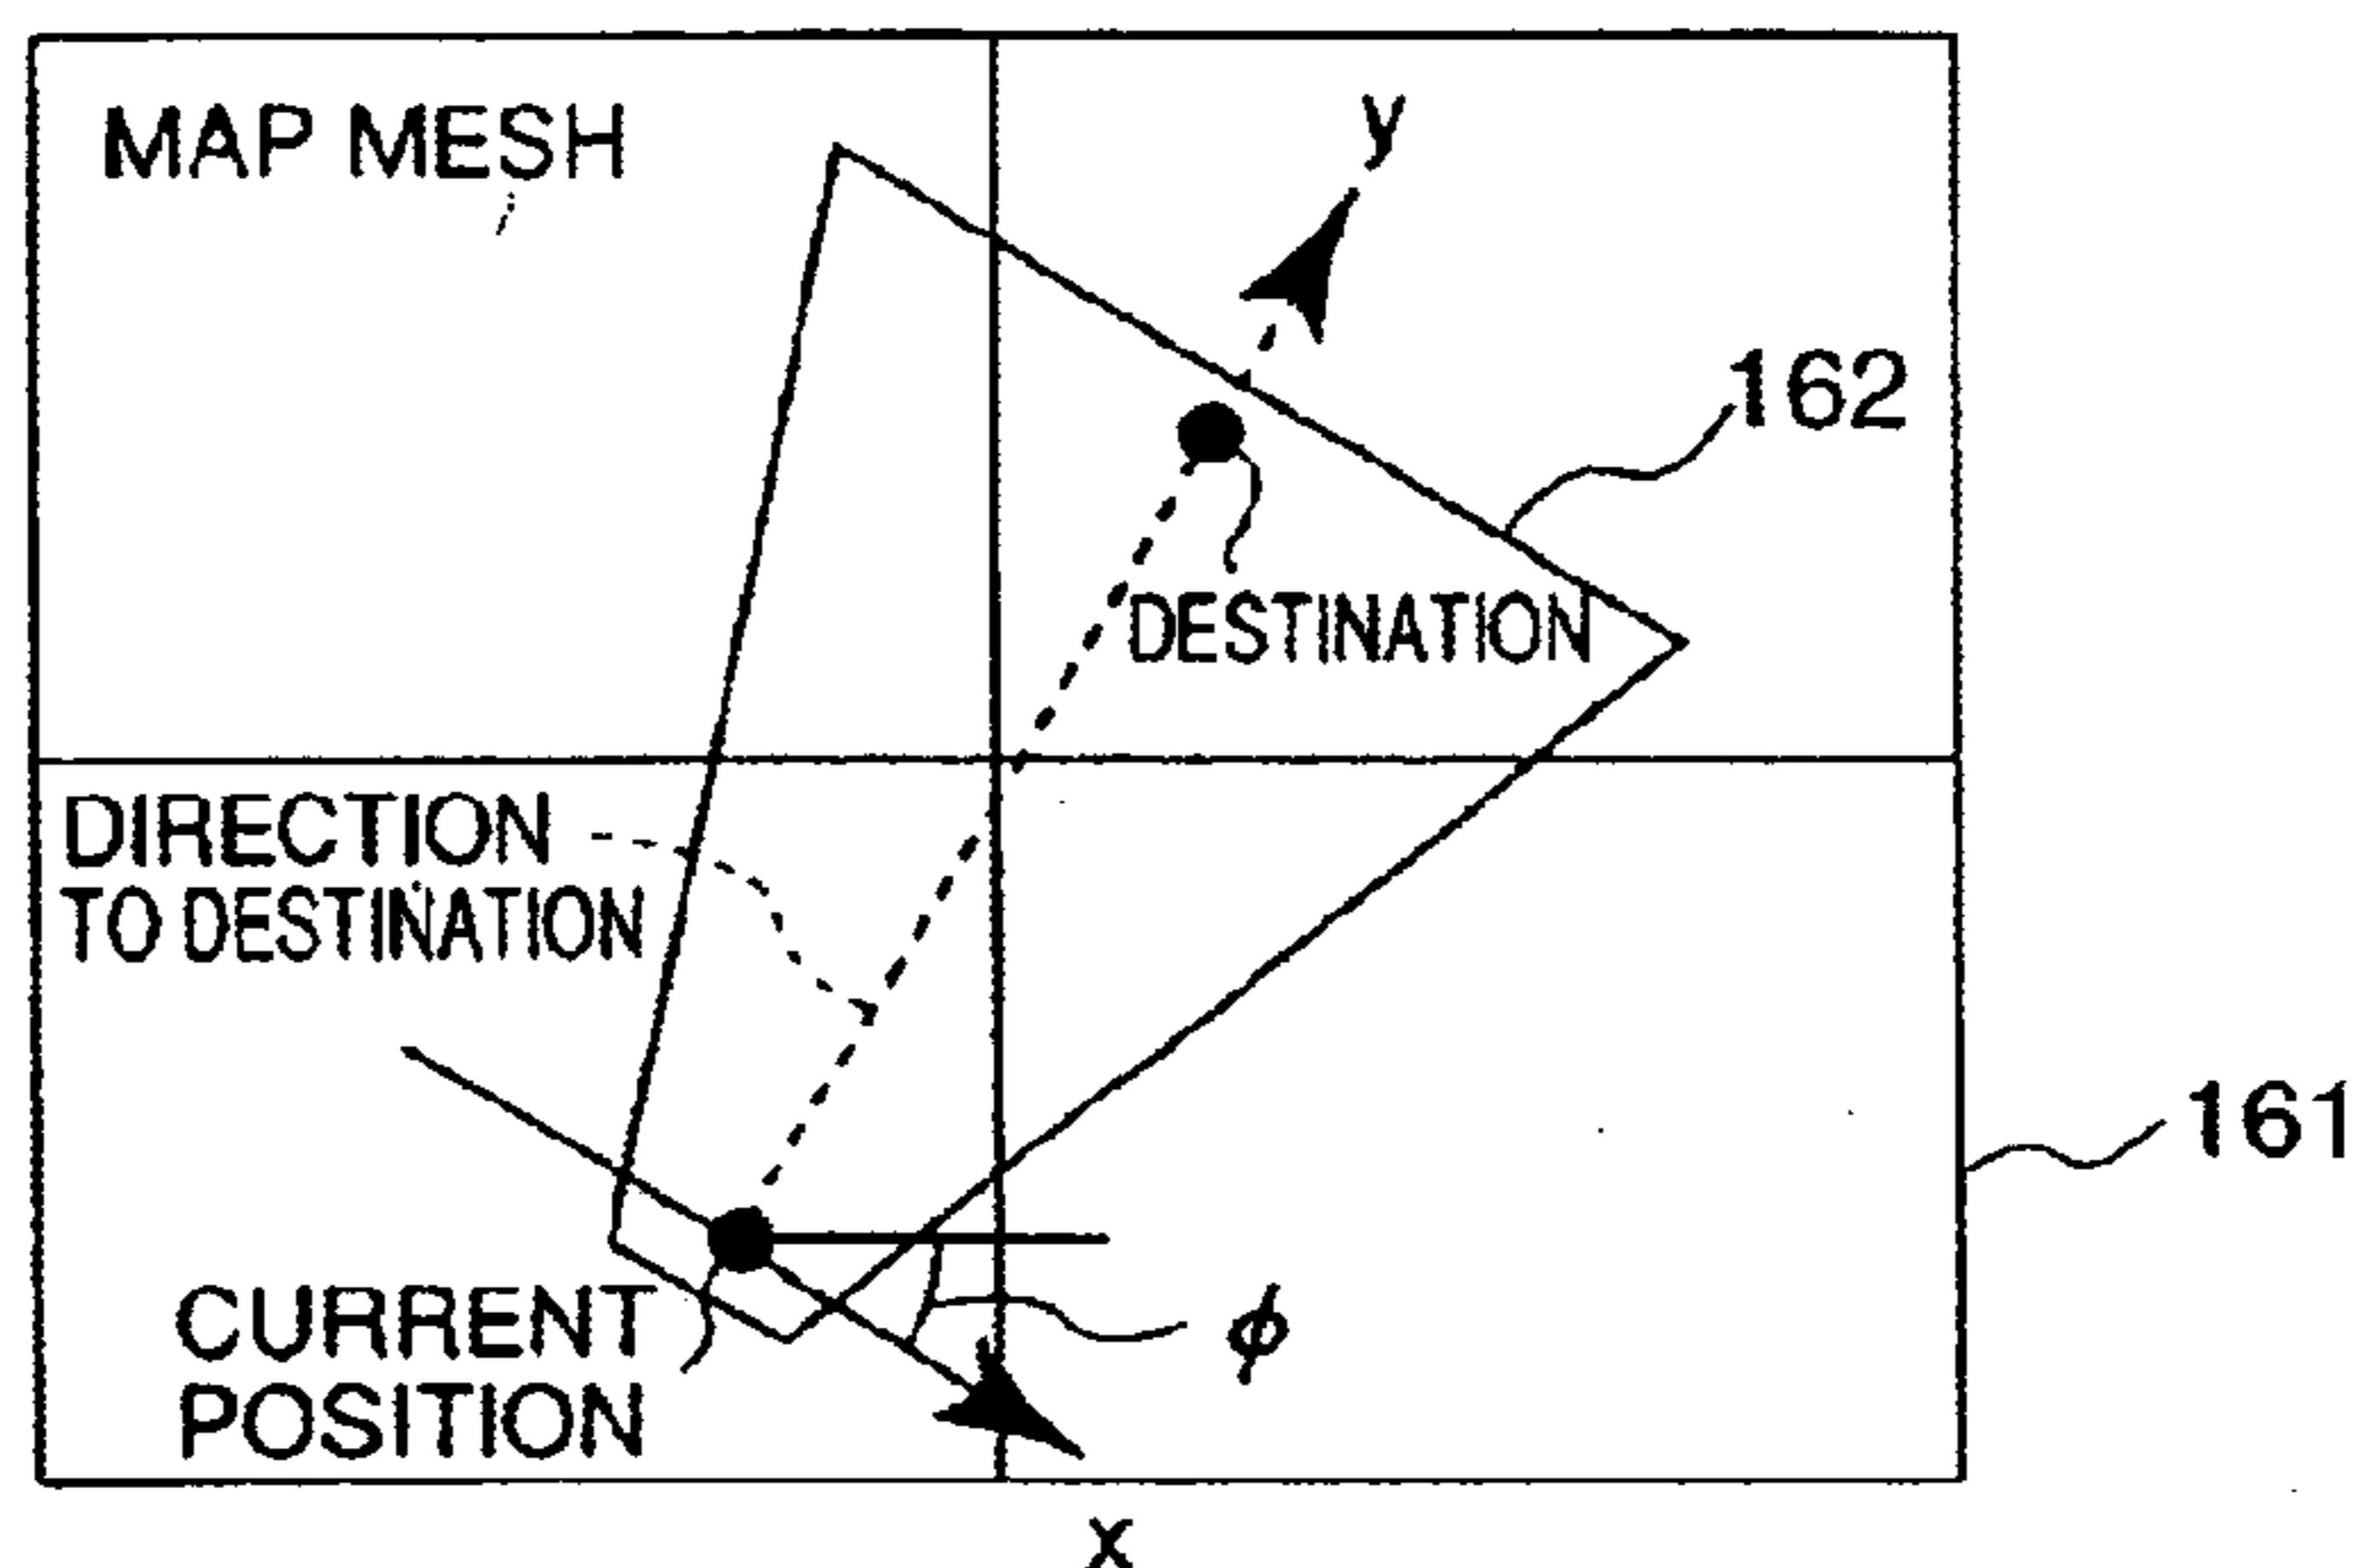 MAP MESH
y
162
DESTINATION
DIRECTION
TO DESTINATION
161
CURRENT
POSITION
ϕ
x